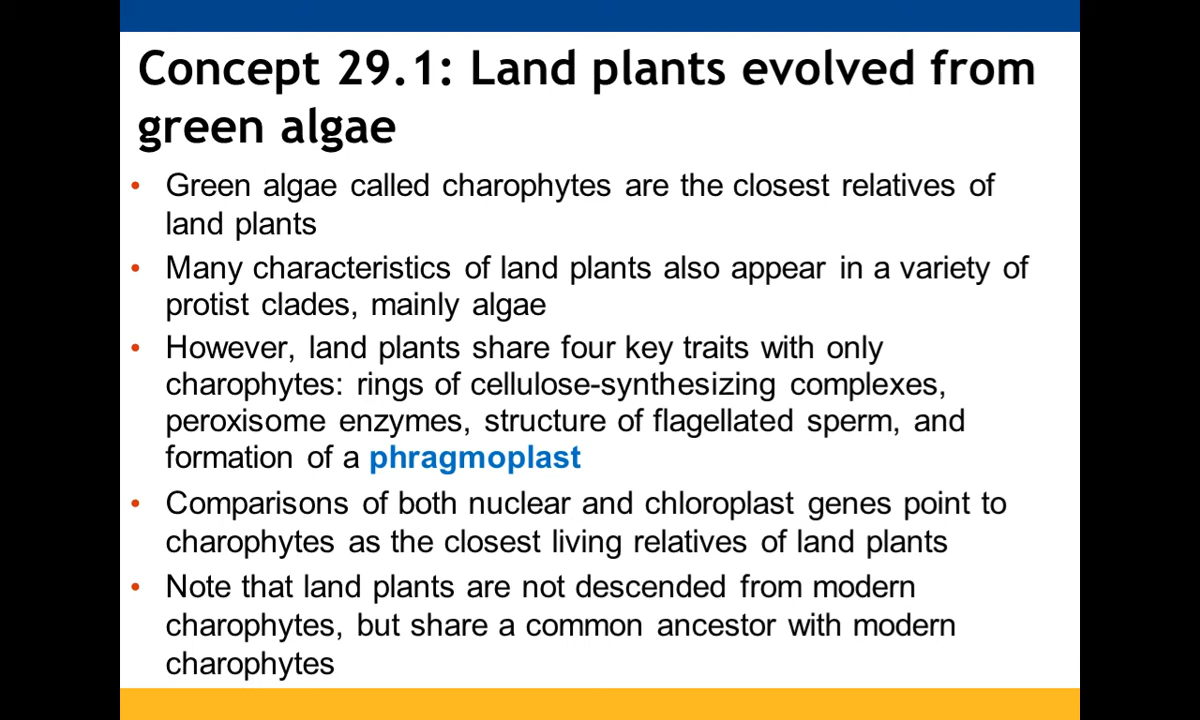 Concept 29.1: Land plants evolved from
green algae
• Green algae called charophytes are the closest relatives of
land plants
• Many characteristics of land plants also appear in a variety of
protist clades, mainly algae
• However, land plants share four key traits with only
charophytes: rings of cellulose-synthesizing complexes,
peroxisome enzymes, structure of flagellated sperm, and
formation of a phragmoplast
• Comparisons of both nuclear and chloroplast genes point to
charophytes as the closest living relatives of land plants
• Note that land plants are not descended from modern
charophytes, but share a common ancestor with modern
charophytes